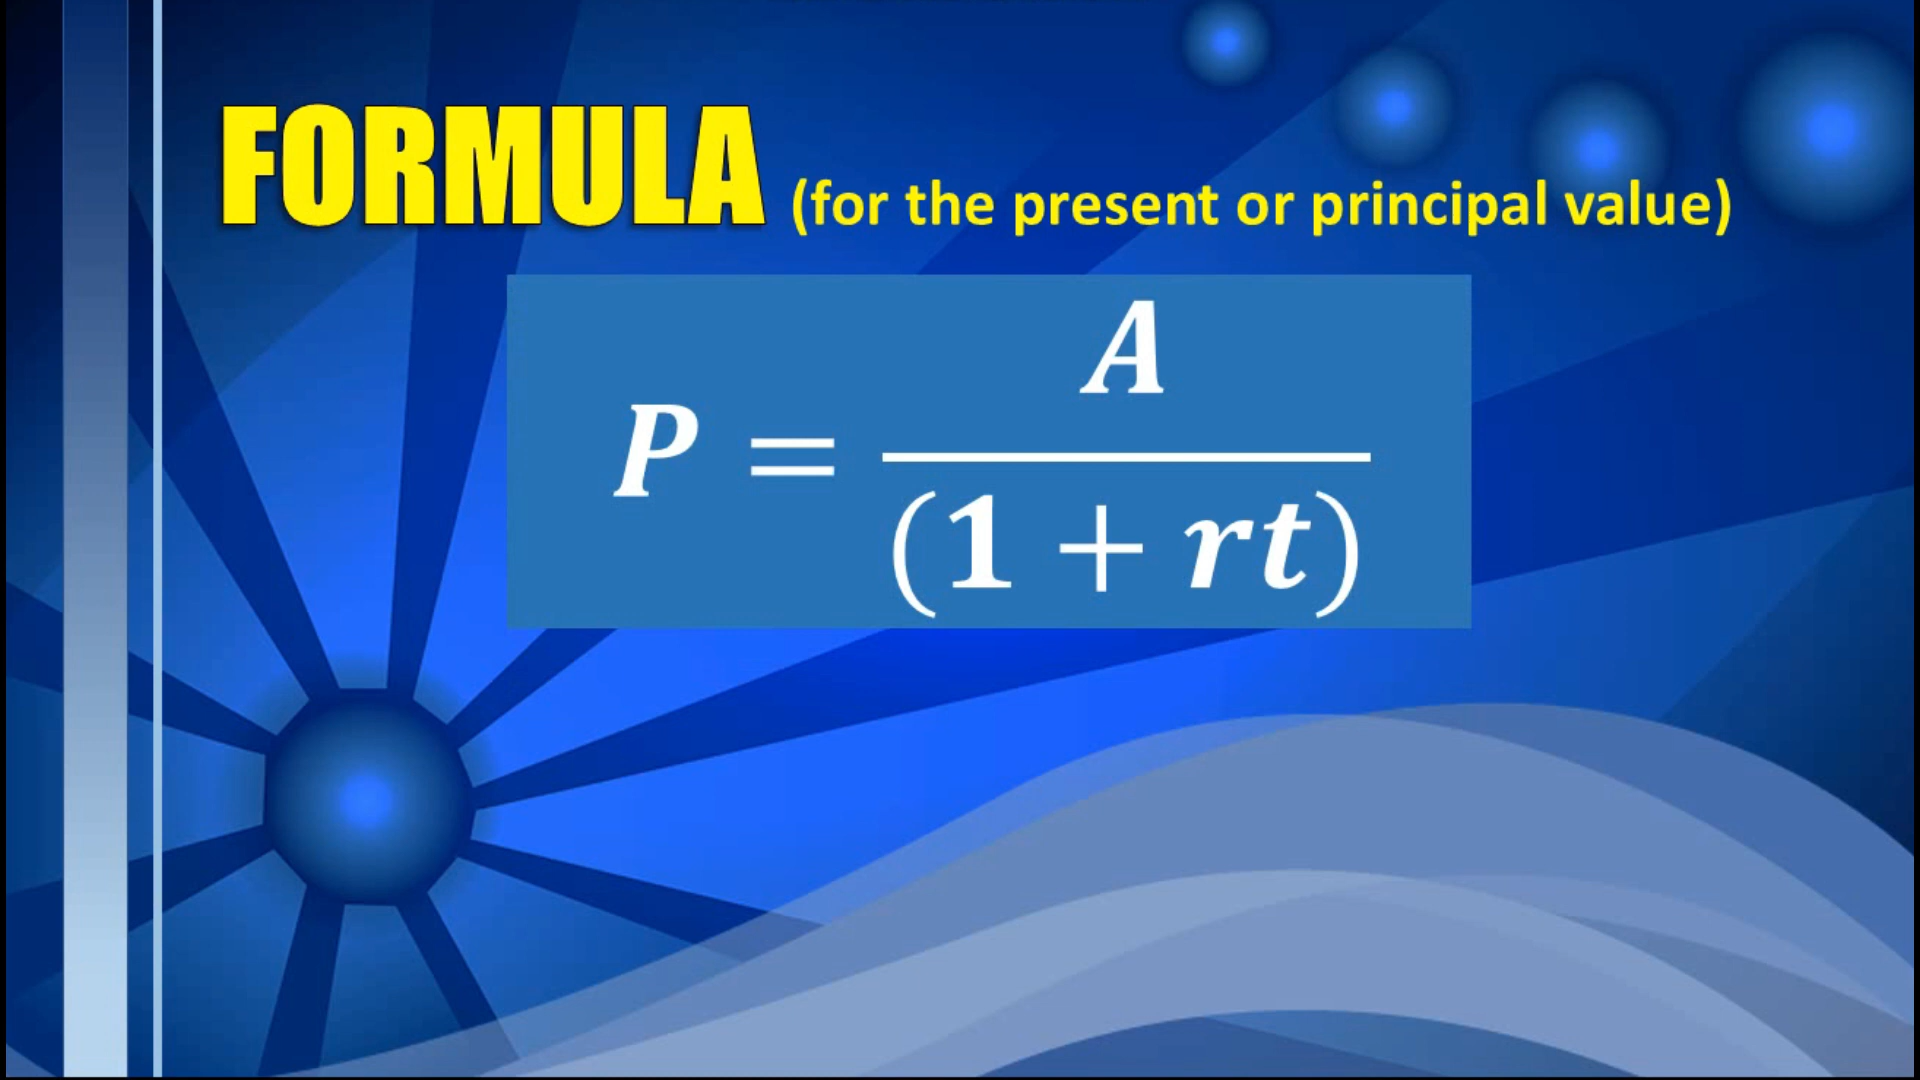 FORMULA (for the present or principal value)
P = A / (1 + rt)